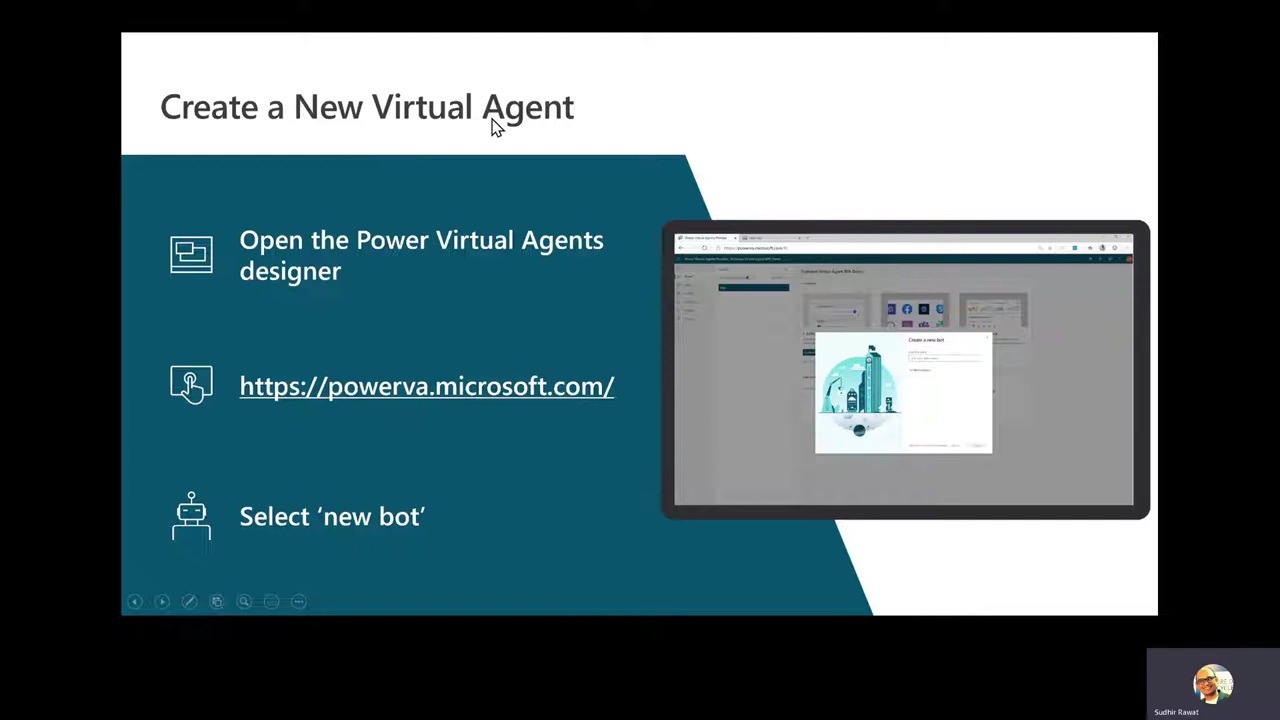 Create a New Virtual Agent
Open the Power Virtual Agents
designer
https://powerva.microsoft.com/
Select ‘new bot’
Create a new bot
Sudhir Rawat